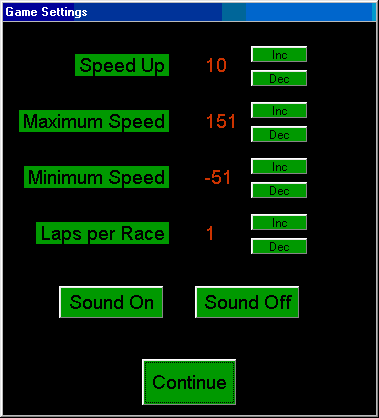 Game Settings
Speed Up 10 Inc
Dec
Maximum Speed 151 Inc
Dec
Minimum Speed -51 Inc
Dec
Laps per Race 1 Inc
Dec
Sound On Sound Off
Continue